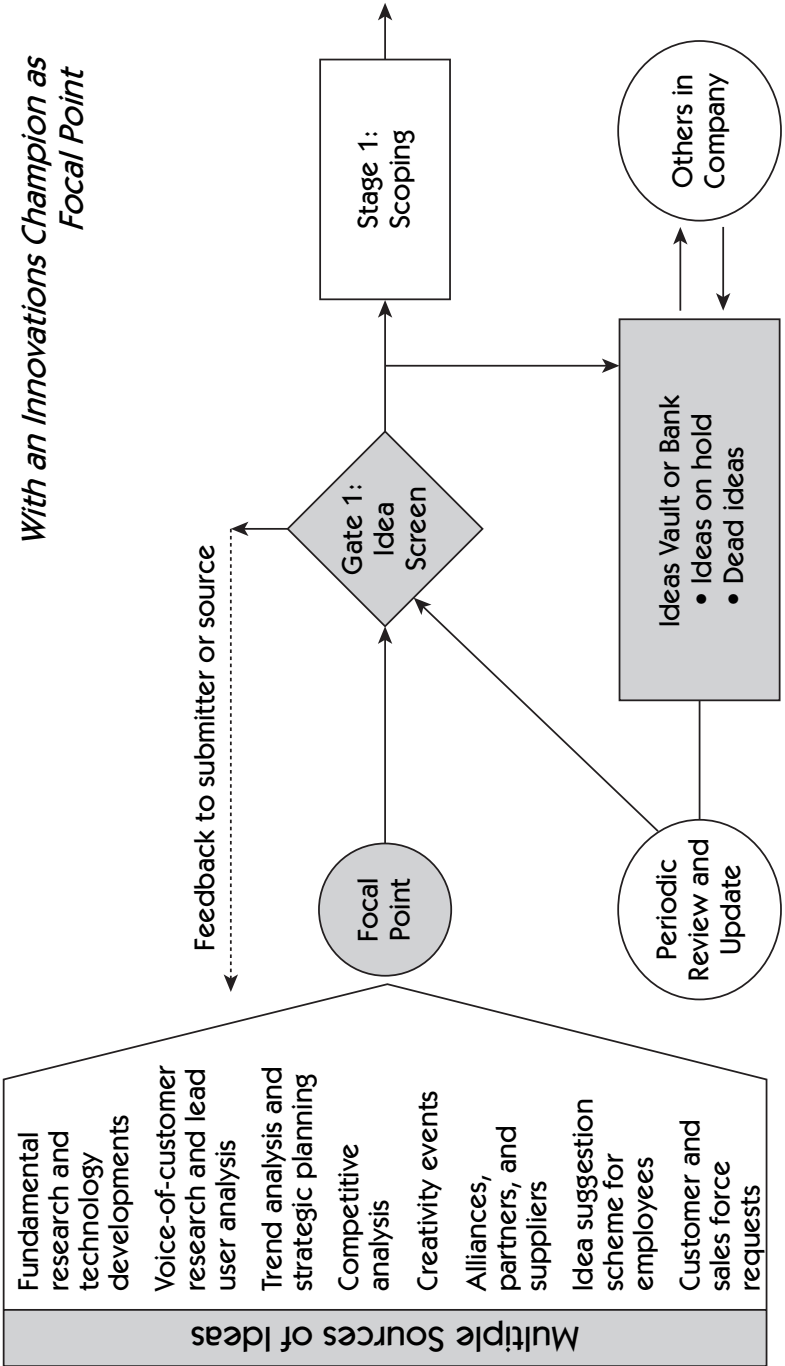 With an Innovations Champion as
Focal Point
Multiple Sources of Ideas
Fundamental
research and
technology
developments
Voice-of-customer
research and lead
user analysis
Trend analysis and
strategic planning
Competitive
analysis
Creativity events
Alliances,
partners, and
suppliers
Idea suggestion
scheme for
employees
Customer and
sales force
requests
Feedback to submitter or source
Focal
Point
Gate 1:
Idea
Screen
Stage 1:
Scoping
Periodic
Review and
Update
Ideas Vault or Bank
• Ideas on hold
• Dead ideas
Others in
Company